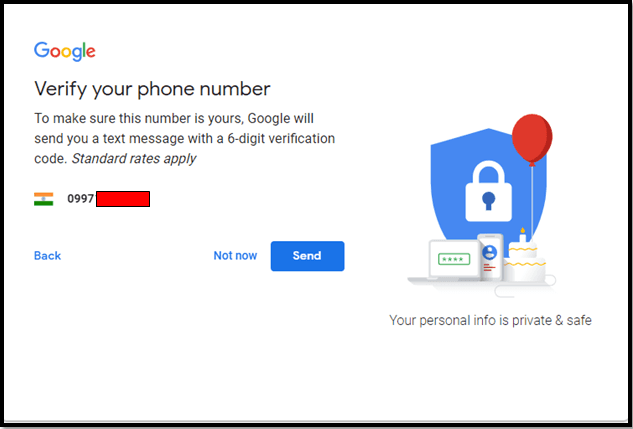 Google
Verify your phone number
To make sure this number is yours, Google will
send you a text message with a 6-digit verification
code. Standard rates apply
0997
Back
Not now
Send
****
Your personal info is private & safe